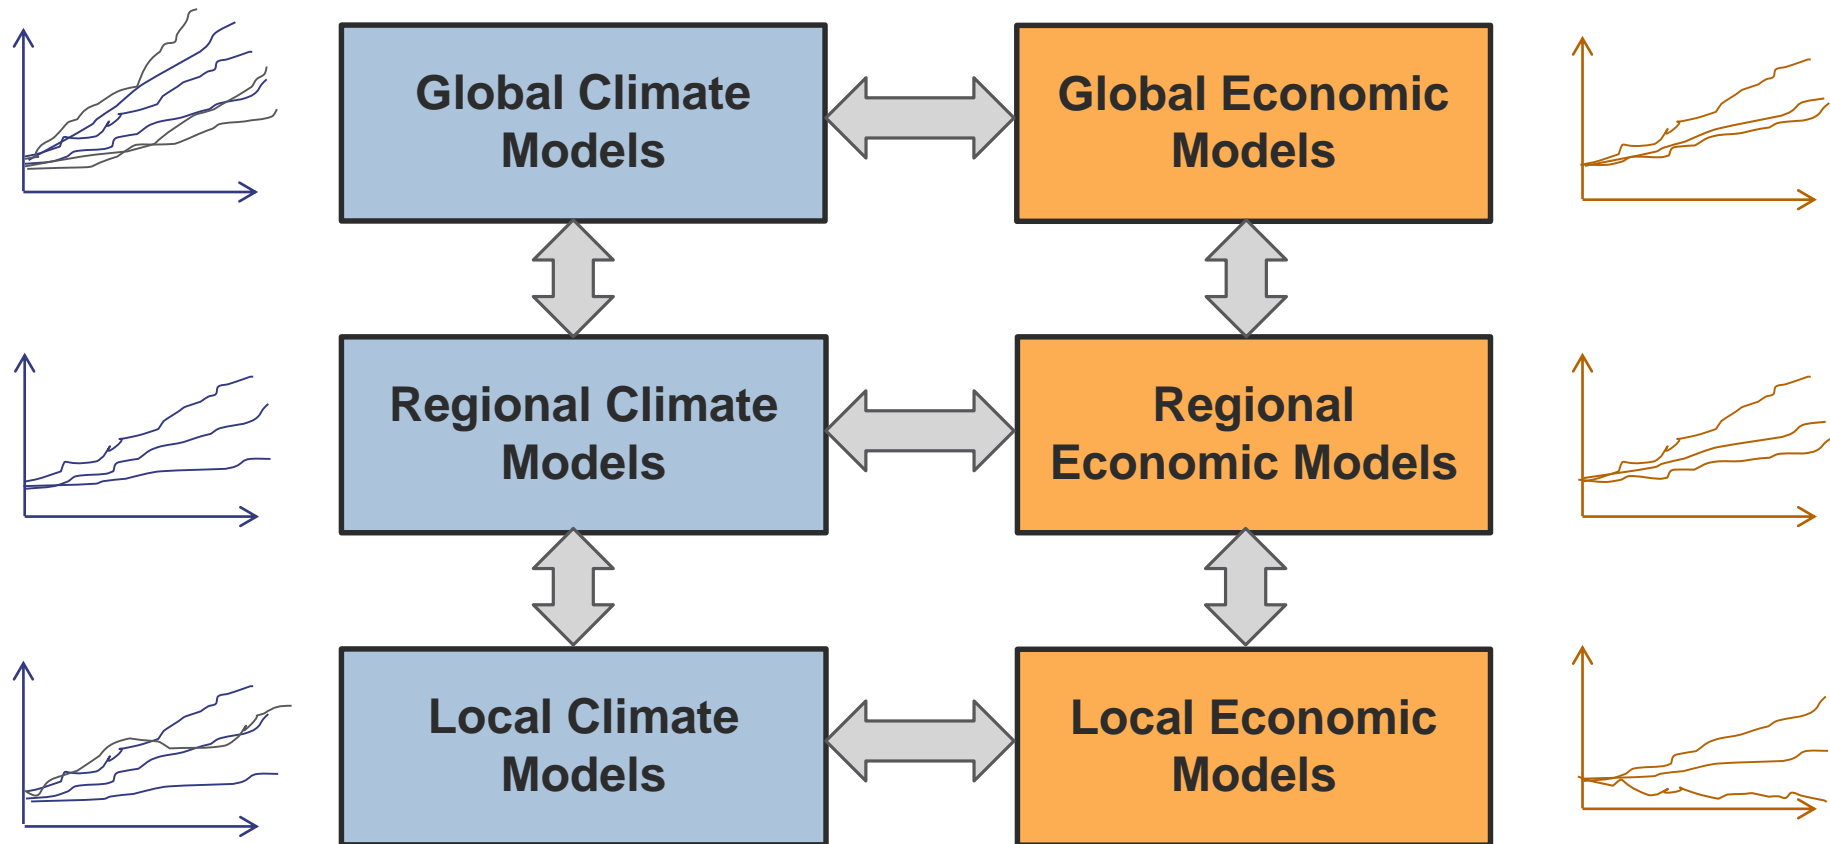 Global Climate
Models
Global Economic
Models
Regional Climate
Models
Regional
Economic Models
Local Climate
Models
Local Economic
Models